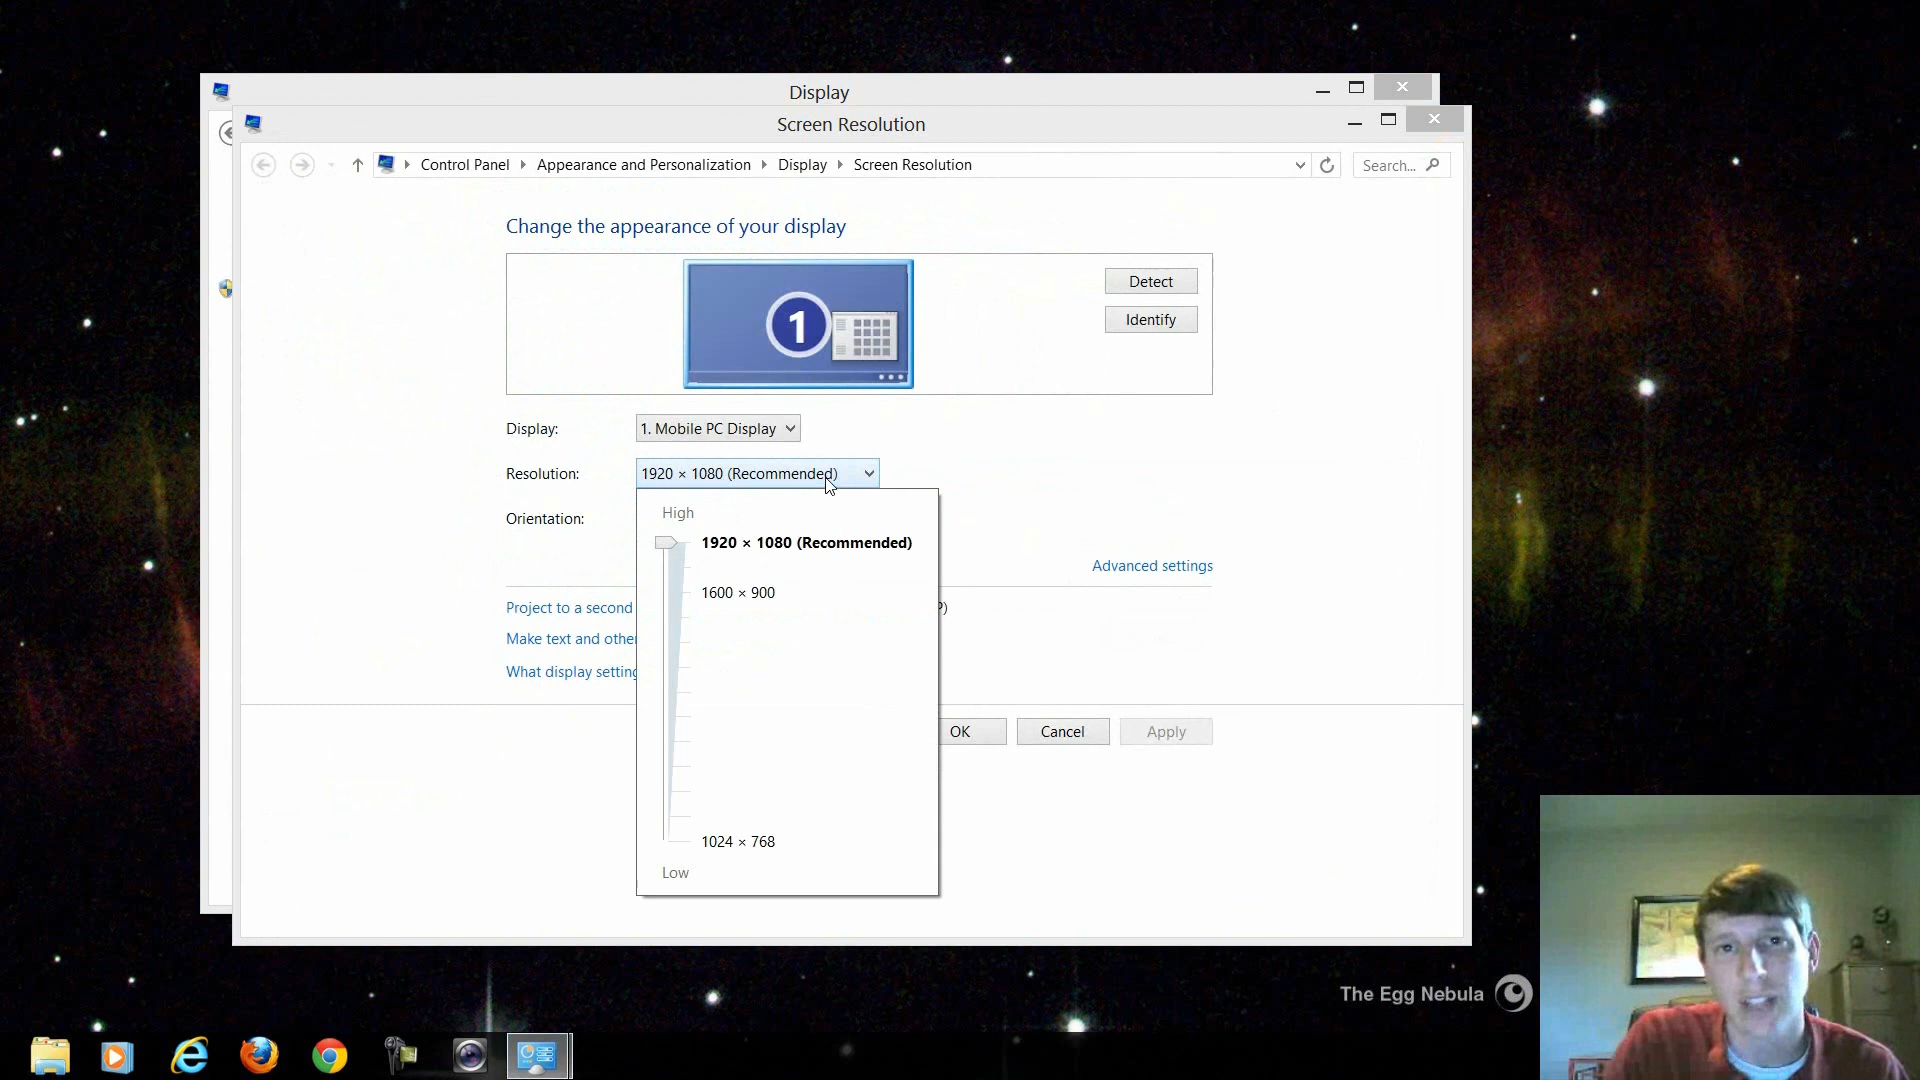 Display
Screen Resolution
Control Panel Appearance and Personalization Display Screen Resolution
Search...
Change the appearance of your display
1
Detect
Identify
Display:
1. Mobile PC Display
Resolution:
1920 × 1080 (Recommended)
Orientation:
High
1920 × 1080 (Recommended)
1600 × 900
1024 × 768
Low
Advanced settings
Project to a second
P)
Make text and other
What display setting
OK
Cancel
Apply
The Egg Nebula